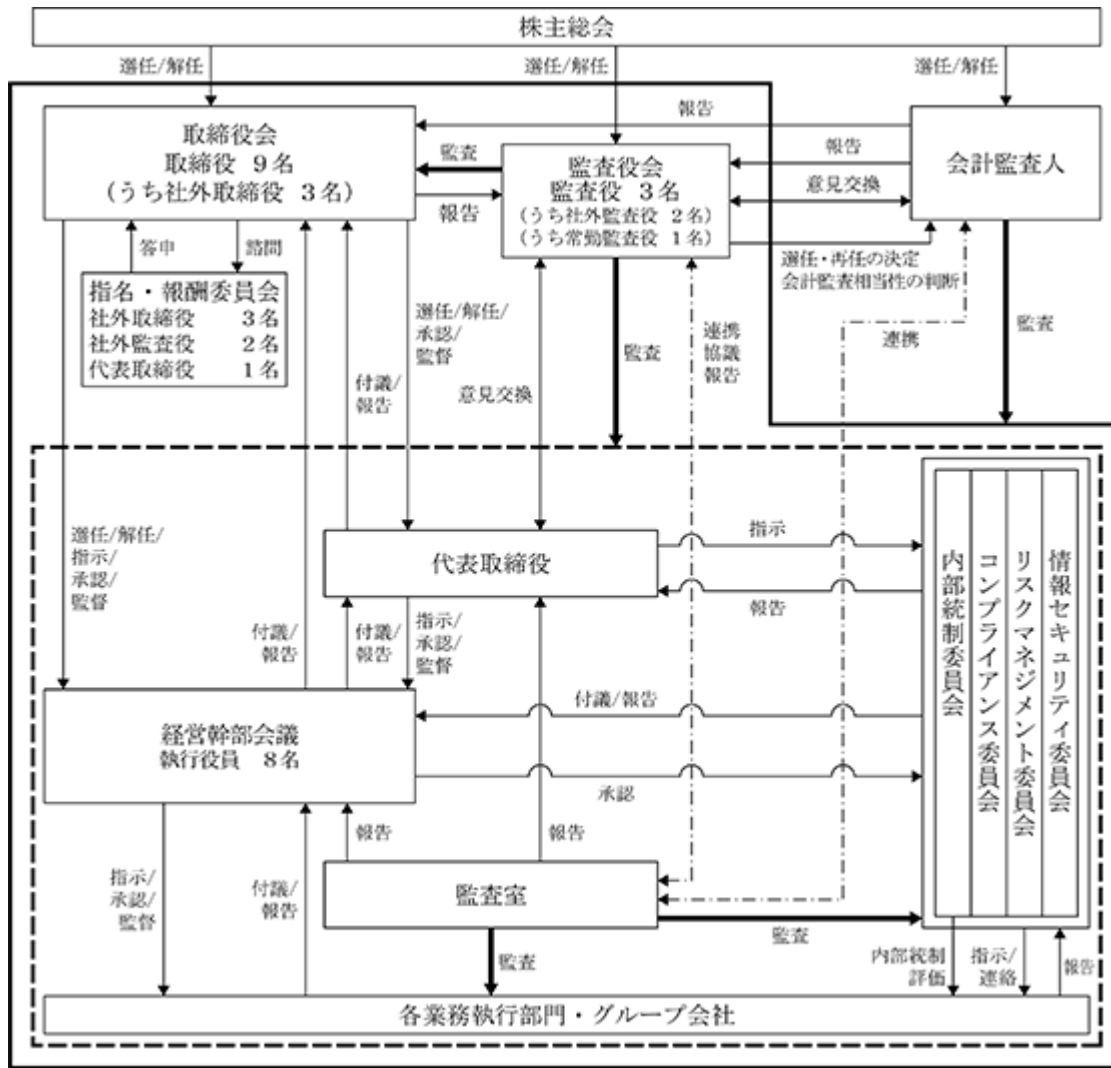 株主総会
選任/解任
選任/解任
選任/解任
取締役会
取締役 9名
(うち社外取締役 3名)
監査役会
監査役 3名
(うち社外監査役 2名)
(うち常勤監査役 1名)
会計監査人
報告
監査
報告
報告
意見交換
選任・再任の決定
会計監査相当性の判断
答申
諮問
指名・報酬委員会
社外取締役 3名
社外監査役 2名
代表取締役 1名
選任/解任/
承認/
監督
付議/
報告
意見交換
監査
連携
協議
報告
連携
監査
選任/解任/
指示/
承認/
監督
代表取締役
指示
報告
付議/
報告
付議/
報告
指示/
承認/
監督
経営幹部会議
執行役員 8名
付議/報告
承認
内部統制委員会
コンプライアンス委員会
リスクマネジメント委員会
情報セキュリティ委員会
報告
報告
監査室
指示/
承認/
監督
付議/
報告
監査
監査
内部統制
評価
指示/
連絡
報告
各業務執行部門・グループ会社